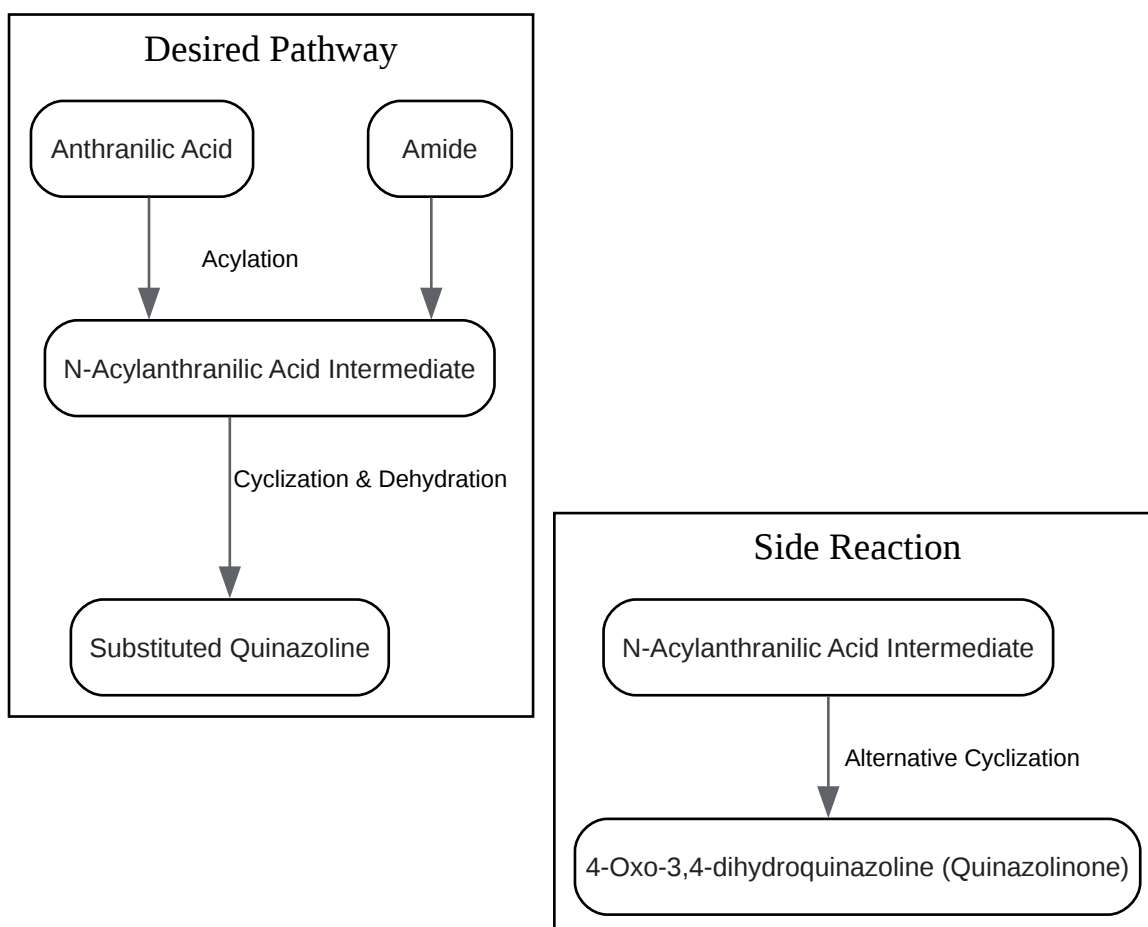 Desired Pathway
Anthranilic Acid
Amide
Acylation
N-Acylanthranilic Acid Intermediate
Cyclization & Dehydration
Substituted Quinazoline
Side Reaction
N-Acylanthranilic Acid Intermediate
Alternative Cyclization
4-Oxo-3,4-dihydroquinazoline (Quinazolinone)